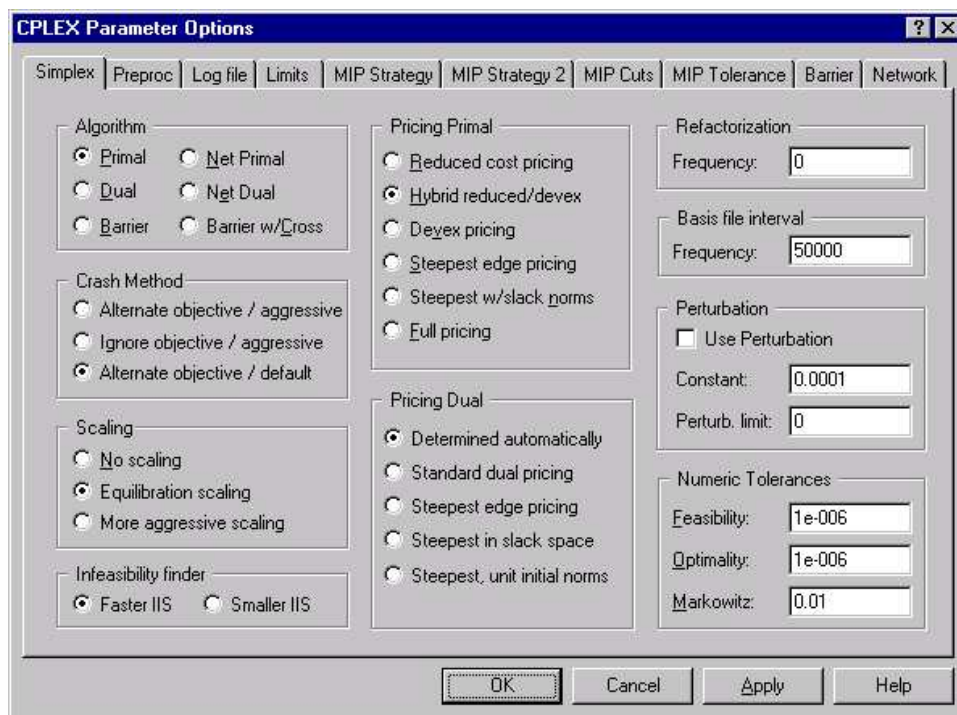 CPLEX Parameter Options
Simplex Preproc Log file Limits MIP Strategy MIP Strategy 2 MIP Cuts MIP Tolerance Barrier Network
Algorithm
Primal Net Primal
Dual Net Dual
Barrier Barrier w/Cross
Crash Method
Alternate objective / aggressive
Ignore objective / aggressive
Alternate objective / default
Scaling
No scaling
Equilibration scaling
More aggressive scaling
Infeasibility finder
Faster IIS Smaller IIS
Pricing Primal
Reduced cost pricing
Hybrid reduced/devex
Devex pricing
Steepest edge pricing
Steepest w/slack norms
Full pricing
Pricing Dual
Determined automatically
Standard dual pricing
Steepest edge pricing
Steepest in slack space
Steepest, unit initial norms
Refactorization
Frequency: 0
Basis file interval
Frequency: 50000
Perturbation
Use Perturbation
Constant: 0.0001
Perturb. limit: 0
Numeric Tolerances
Feasibility: 1e-006
Optimality: 1e-006
Markowitz: 0.01
OK Cancel Apply Help